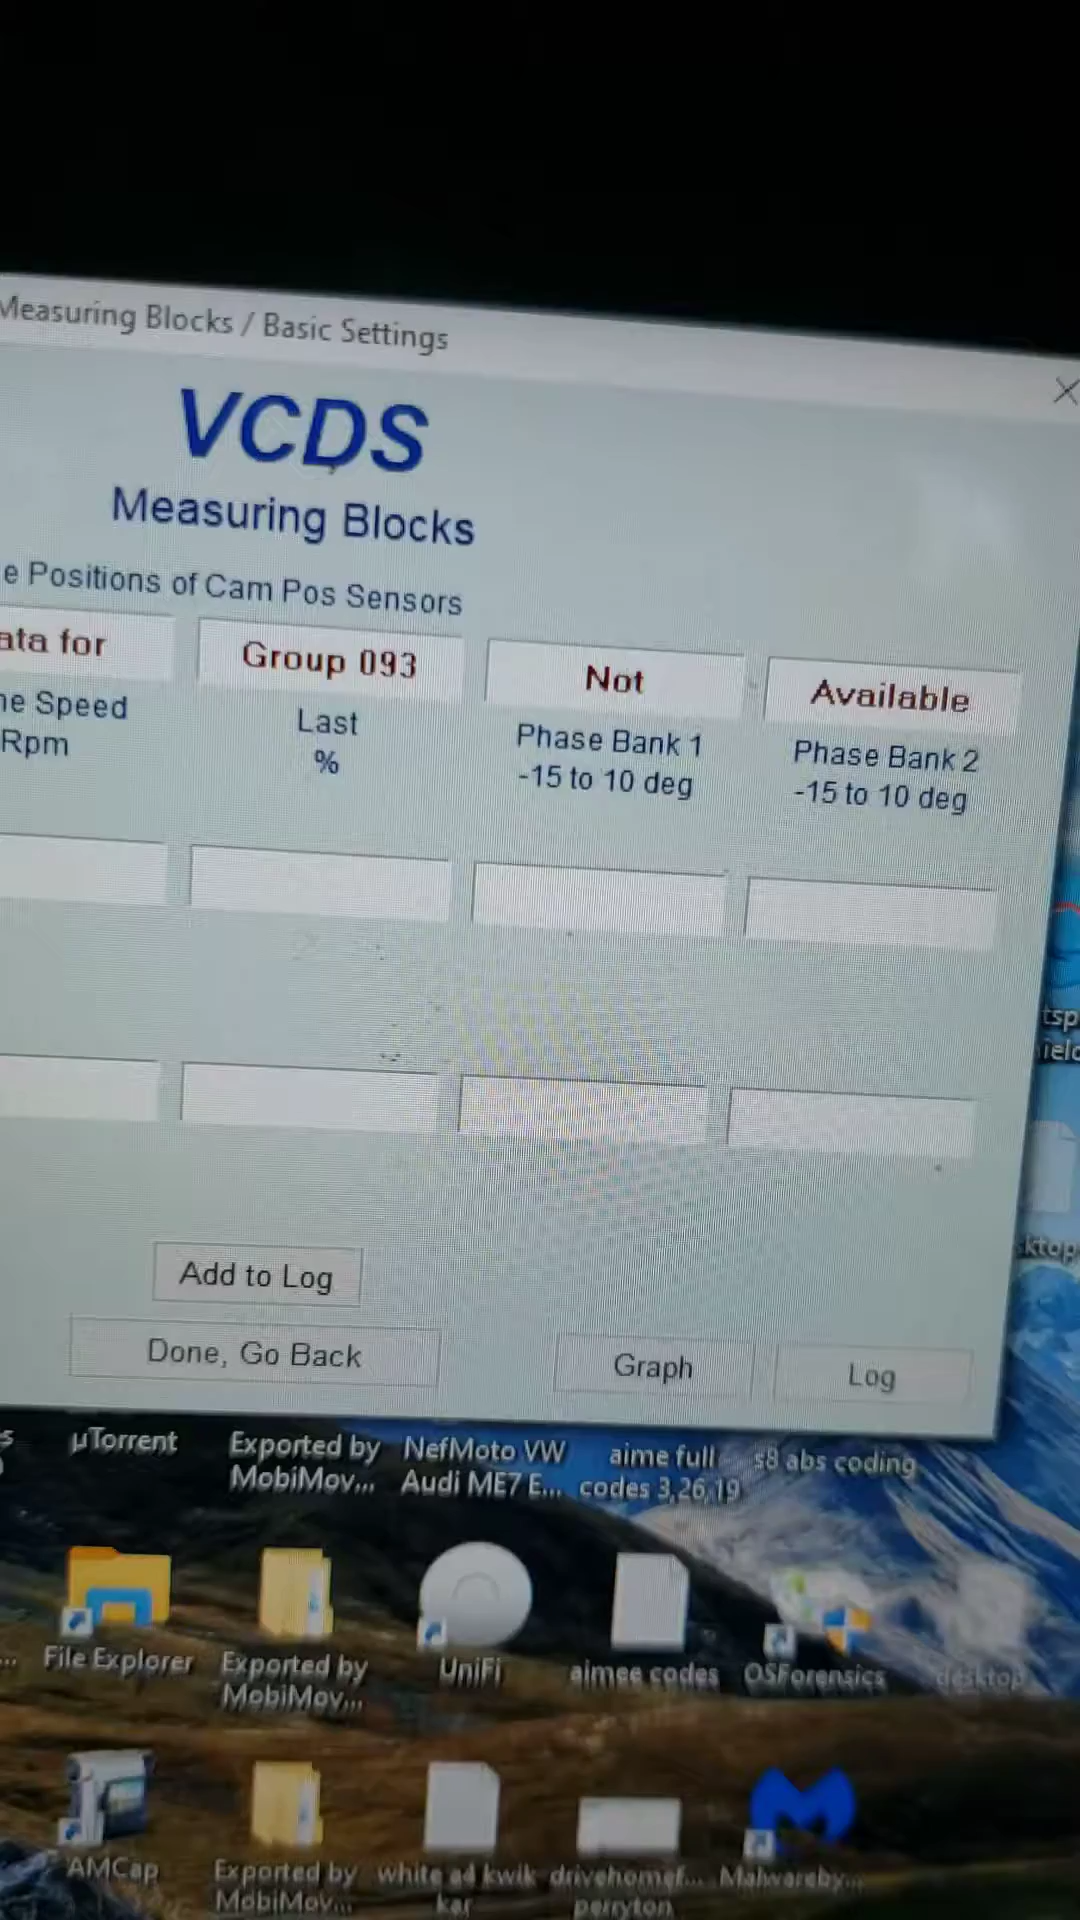 Measuring Blocks / Basic Settings
VCDS
Measuring Blocks
e Positions of Cam Pos Sensors
ata for
Group 093
Not
Available
ne Speed
Last
Phase Bank 1
Phase Bank 2
Rpm
%
-15 to 10 deg
-15 to 10 deg
Add to Log
Done, Go Back
Graph
Log
tsp
ield
ktop
µTorrent
Exported by
MobiMov...
NefMoto VW
Audi ME7 E...
aime full
codes 3,26,19
s8 abs coding
... File Explorer
Exported by
MobiMov...
UniFi
aimee codes
OSForensics
desktop
AMCap
Exported by
MobiMov...
white a4 kwik
kar
drivehomef...
perryton
Malwareby...